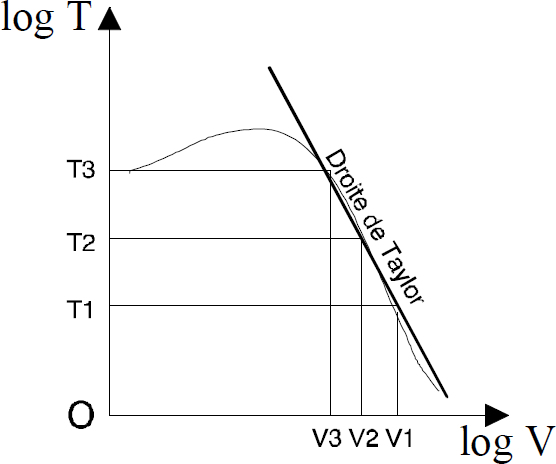 log T
Droite de Taylor
T3
T2
T1
O
V3 V2 V1
log V